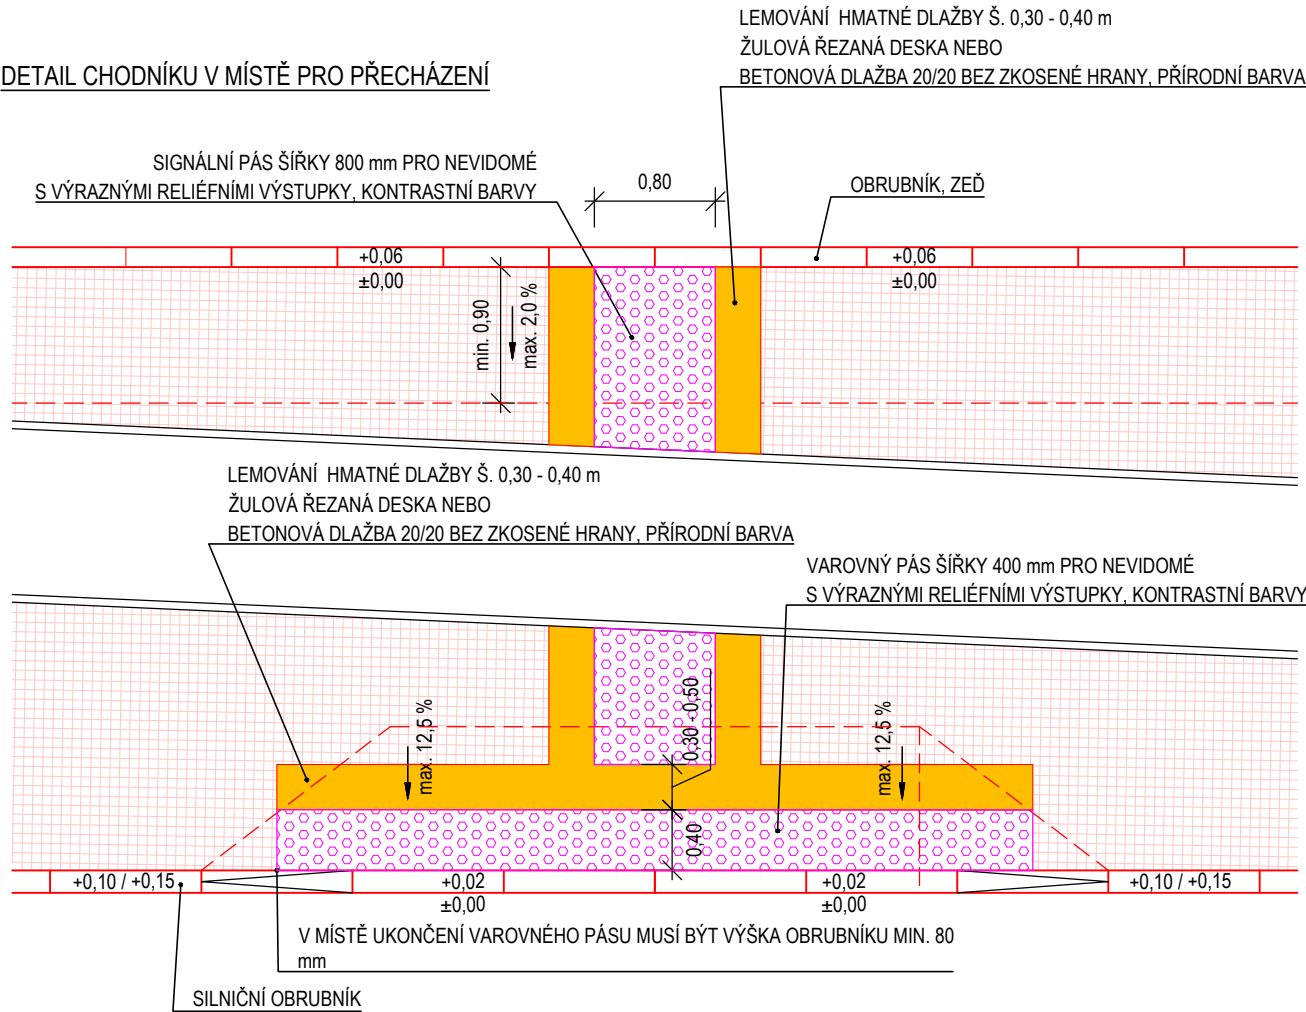 LEMOVÁNÍ HMATNÉ DLAŽBY Š. 0,30 - 0,40 m
ŽULOVÁ ŘEZANÁ DESKA NEBO
BETONOVÁ DLAŽBA 20/20 BEZ ZKOSENÉ HRANY, PŘÍRODNÍ BARVA
DETAIL CHODNÍKU V MÍSTĚ PRO PŘECHÁZENÍ
SIGNÁLNÍ PÁS ŠÍŘKY 800 mm PRO NEVIDOMÉ
S VÝRAZNÝMI RELIÉFNÍMI VÝSTUPKY, KONTRASTNÍ BARVY
0,80
OBRUBNÍK, ZEĎ
+0,06
±0,00
+0,06
±0,00
min. 0,90
max. 2,0 %
LEMOVÁNÍ HMATNÉ DLAŽBY Š. 0,30 - 0,40 m
ŽULOVÁ ŘEZANÁ DESKA NEBO
BETONOVÁ DLAŽBA 20/20 BEZ ZKOSENÉ HRANY, PŘÍRODNÍ BARVA
VAROVNÝ PÁS ŠÍŘKY 400 mm PRO NEVIDOMÉ
S VÝRAZNÝMI RELIÉFNÍMI VÝSTUPKY, KONTRASTNÍ BARVY
max. 12,5 %
0,30 - 0,50
max. 12,5 %
0,40
+0,10 / +0,15
+0,02
±0,00
+0,02
±0,00
+0,10 / +0,15
V MÍSTĚ UKONČENÍ VAROVNÉHO PÁSU MUSÍ BÝT VÝŠKA OBRUBNÍKU MIN. 80
mm
SILNIČNÍ OBRUBNÍK